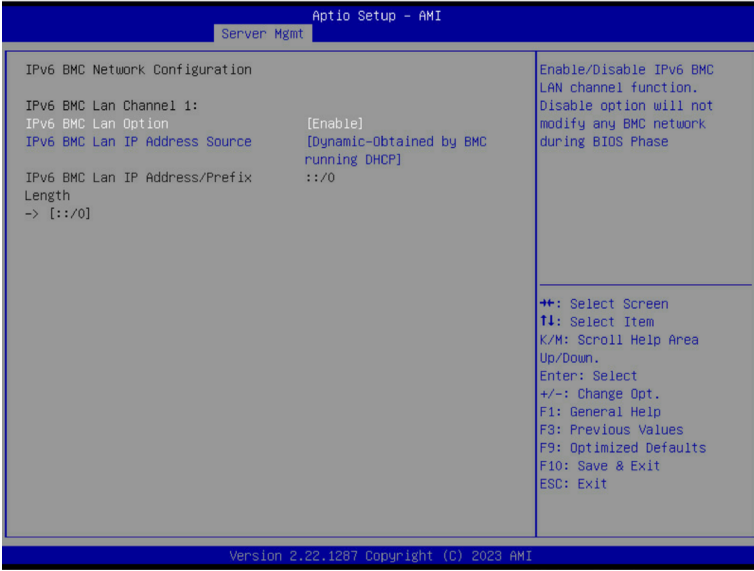 Aptio Setup - AMI
Server Mgmt
IPv6 BMC Network Configuration
IPv6 BMC Lan Channel 1:
IPv6 BMC Lan Option [Enable]
IPv6 BMC Lan IP Address Source [Dynamic-Obtained by BMC
running DHCP]
IPv6 BMC Lan IP Address/Prefix ::/0
Length
-> [::/0]
Enable/Disable IPv6 BMC
LAN channel function.
Disable option will not
modify any BMC network
during BIOS Phase
→←: Select Screen
↑↓: Select Item
K/M: Scroll Help Area
Up/Down.
Enter: Select
+/-: Change Opt.
F1: General Help
F3: Previous Values
F9: Optimized Defaults
F10: Save & Exit
ESC: Exit
Version 2.22.1287 Copyright (C) 2023 AMI